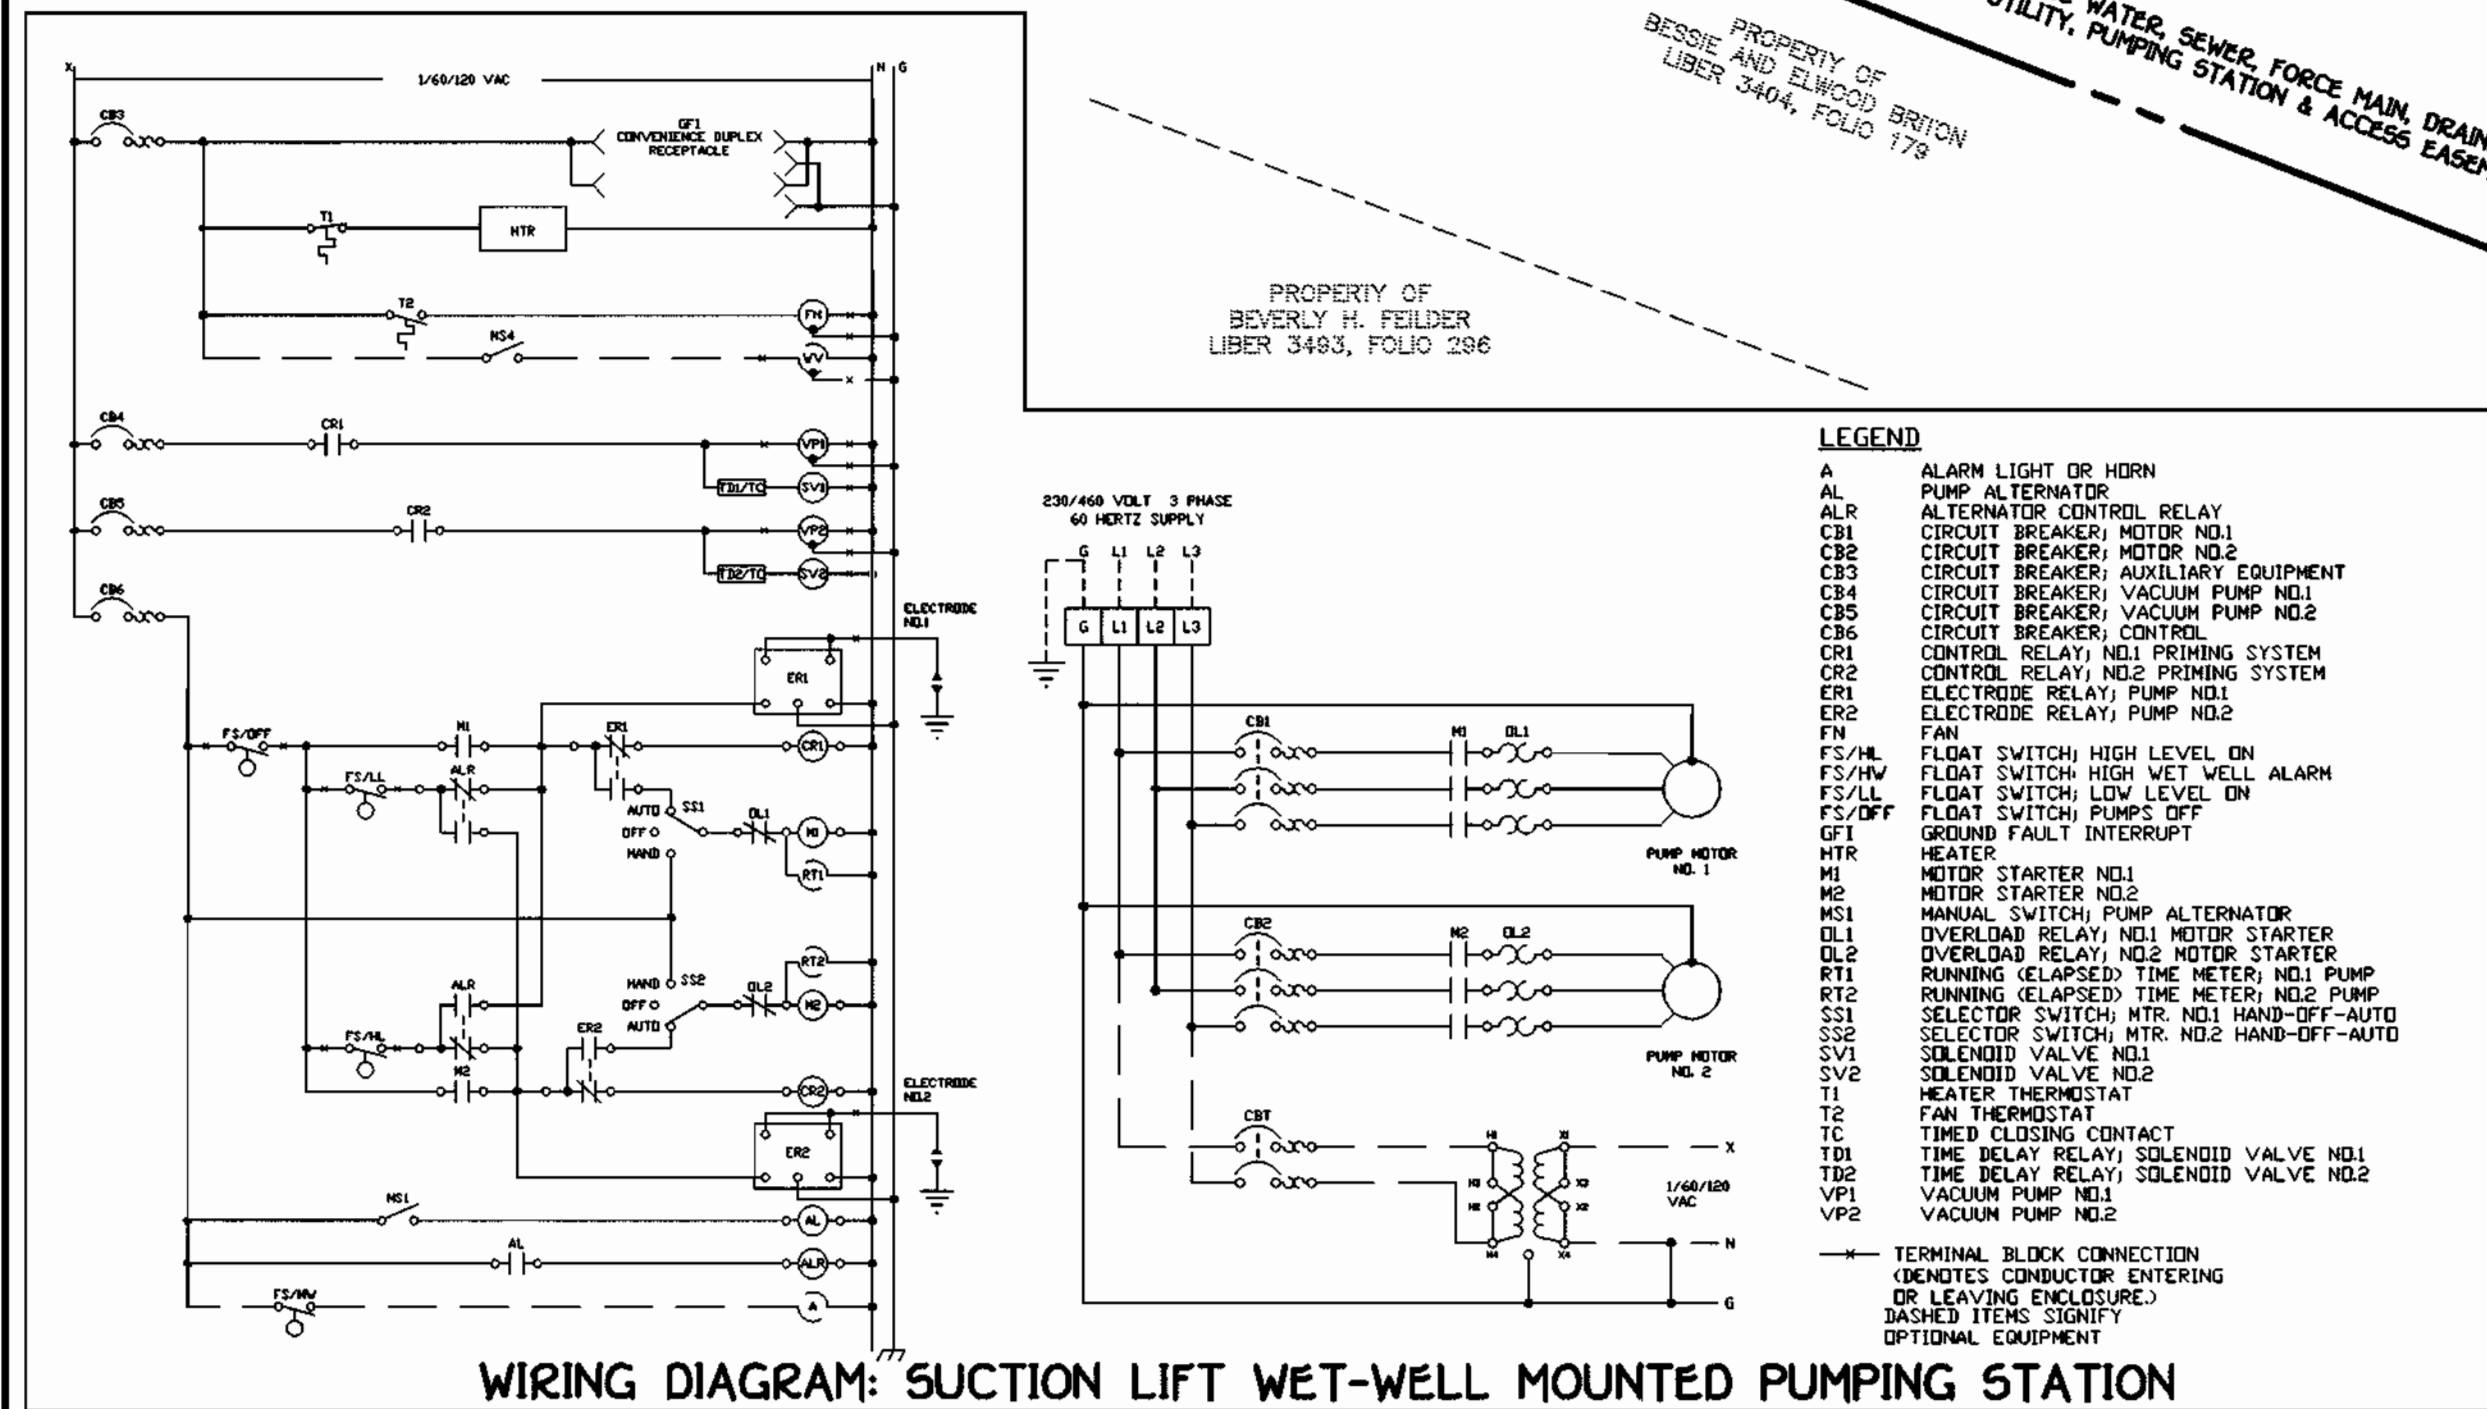 X
1/60/120 VAC
N
G
CB3
GFI
CONVENIENCE DUPLEX
RECEPTACLE
T1
HTR
T2
FN
MS4
WV
X
CB4
CR1
VP1
TD1/TC
SV1
CB5
CR2
VP2
TD2/TC
SV2
CB6
ELECTRODE
NO.1
ER1
FS/OFF
M1
ER1
CR1
FS/LL
ALR
AUTO
SS1
OFF
HAND
OL1
M1
RT1
RT2
HAND
SS2
OFF
AUTO
OL2
M2
ALR
ER2
FS/HL
M2
CR2
ELECTRODE
NO.2
ER2
MS1
AL
AL
ALR
FS/HW
A
PROPERTY OF
BESSIE AND ELWOOD BRITON
LIBER 3404, FOLIO 179
WATER, SEWER, FORCE MAIN, DRAIN
UTILITY, PUMPING STATION & ACCESS EASEM
PROPERTY OF
BEVERLY H. FEILDER
LIBER 3493, FOLIO 296
230/460 VOLT 3 PHASE
60 HERTZ SUPPLY
G L1 L2 L3
G L1 L2 L3
CB1
M1 OL1
PUMP MOTOR
NO. 1
CB2
M2 OL2
PUMP MOTOR
NO. 2
CBT
H1 X1
X
H3 X3
H2 X2
1/60/120
VAC
H4 X4
N
G
LEGEND
A ALARM LIGHT OR HORN
AL PUMP ALTERNATOR
ALR ALTERNATOR CONTROL RELAY
CB1 CIRCUIT BREAKER; MOTOR NO.1
CB2 CIRCUIT BREAKER; MOTOR NO.2
CB3 CIRCUIT BREAKER; AUXILIARY EQUIPMENT
CB4 CIRCUIT BREAKER; VACUUM PUMP NO.1
CB5 CIRCUIT BREAKER; VACUUM PUMP NO.2
CB6 CIRCUIT BREAKER; CONTROL
CR1 CONTROL RELAY; NO.1 PRIMING SYSTEM
CR2 CONTROL RELAY; NO.2 PRIMING SYSTEM
ER1 ELECTRODE RELAY; PUMP NO.1
ER2 ELECTRODE RELAY; PUMP NO.2
FN FAN
FS/HL FLOAT SWITCH; HIGH LEVEL ON
FS/HW FLOAT SWITCH; HIGH WET WELL ALARM
FS/LL FLOAT SWITCH; LOW LEVEL ON
FS/OFF FLOAT SWITCH; PUMPS OFF
GFI GROUND FAULT INTERRUPT
HTR HEATER
M1 MOTOR STARTER NO.1
M2 MOTOR STARTER NO.2
MS1 MANUAL SWITCH; PUMP ALTERNATOR
OL1 OVERLOAD RELAY; NO.1 MOTOR STARTER
OL2 OVERLOAD RELAY; NO.2 MOTOR STARTER
RT1 RUNNING (ELAPSED) TIME METER; NO.1 PUMP
RT2 RUNNING (ELAPSED) TIME METER; NO.2 PUMP
SS1 SELECTOR SWITCH; MTR. NO.1 HAND-OFF-AUTO
SS2 SELECTOR SWITCH; MTR. NO.2 HAND-OFF-AUTO
SV1 SOLENOID VALVE NO.1
SV2 SOLENOID VALVE NO.2
T1 HEATER THERMOSTAT
T2 FAN THERMOSTAT
TC TIMED CLOSING CONTACT
TD1 TIME DELAY RELAY; SOLENOID VALVE NO.1
TD2 TIME DELAY RELAY; SOLENOID VALVE NO.2
VP1 VACUUM PUMP NO.1
VP2 VACUUM PUMP NO.2
TERMINAL BLOCK CONNECTION
(DENOTES CONDUCTOR ENTERING
OR LEAVING ENCLOSURE.)
DASHED ITEMS SIGNIFY
OPTIONAL EQUIPMENT
WIRING DIAGRAM: SUCTION LIFT WET-WELL MOUNTED PUMPING STATION